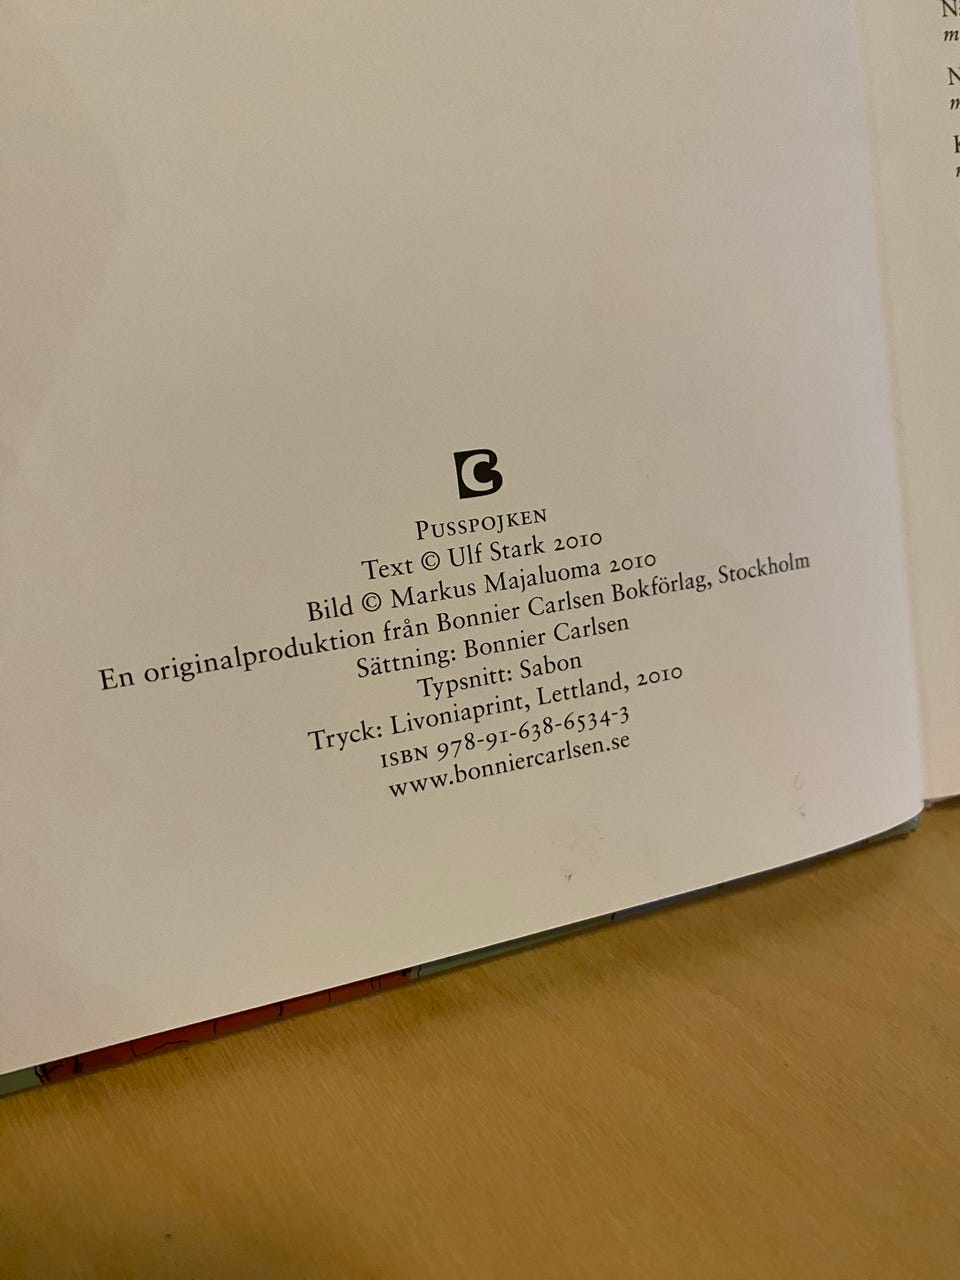 PUSSPOJKEN
Text © Ulf Stark 2010
Bild © Markus Majaluoma 2010
En originalproduktion från Bonnier Carlsen Bokförlag, Stockholm
Sättning: Bonnier Carlsen
Typsnitt: Sabon
Tryck: Livoniaprint, Lettland, 2010
ISBN 978-91-638-6534-3
www.bonniercarlsen.se